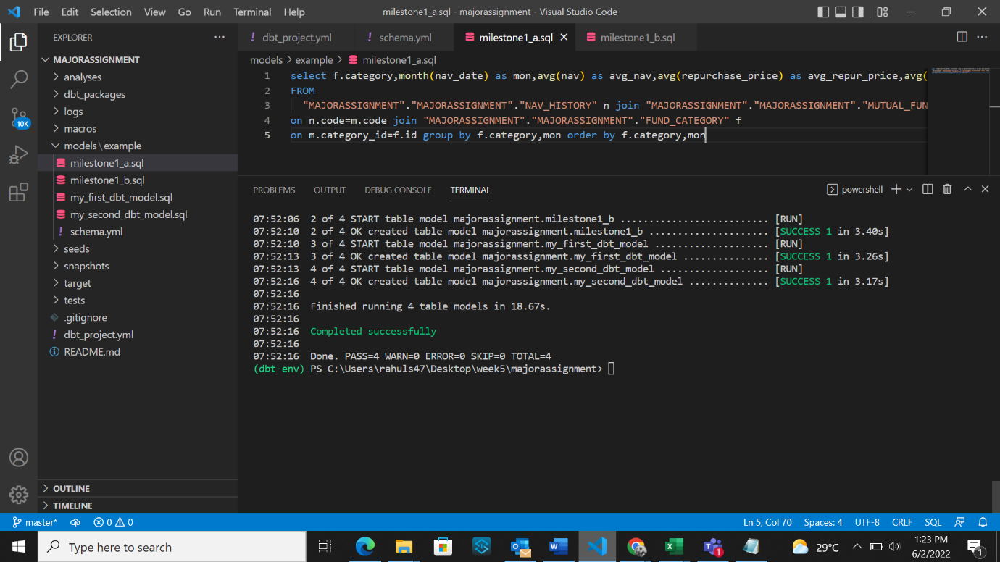 File Edit Selection View Go Run Terminal Help
milestone1_a.sql - majorassignment - Visual Studio Code
EXPLORER
MAJORASSIGNMENT
analyses
dbt_packages
logs
macros
models\example
milestone1_a.sql
milestone1_b.sql
my_first_dbt_model.sql
my_second_dbt_model.sql
! schema.yml
seeds
snapshots
target
tests
.gitignore
! dbt_project.yml
README.md
OUTLINE
TIMELINE
10K
! dbt_project.yml
! schema.yml
milestone1_a.sql
milestone1_b.sql
models > example > milestone1_a.sql
1 select f.category,month(nav_date) as mon,avg(nav) as avg_nav,avg(repurchase_price) as avg_repur_price,avg(
2 FROM
3 "MAJORASSIGNMENT"."MAJORASSIGNMENT"."NAV_HISTORY" n join "MAJORASSIGNMENT"."MAJORASSIGNMENT"."MUTUAL_FUN
4 on n.code=m.code join "MAJORASSIGNMENT"."MAJORASSIGNMENT"."FUND_CATEGORY" f
5 on m.category_id=f.id group by f.category,mon order by f.category,mon
PROBLEMS OUTPUT DEBUG CONSOLE TERMINAL
powershell
07:52:06 2 of 4 START table model majorassignment.milestone1_b .......................... [RUN]
07:52:10 2 of 4 OK created table model majorassignment.milestone1_b ..................... [SUCCESS 1 in 3.40s]
07:52:10 3 of 4 START table model majorassignment.my_first_dbt_model .................... [RUN]
07:52:13 3 of 4 OK created table model majorassignment.my_first_dbt_model ............... [SUCCESS 1 in 3.26s]
07:52:13 4 of 4 START table model majorassignment.my_second_dbt_model ................... [RUN]
07:52:16 4 of 4 OK created table model majorassignment.my_second_dbt_model .............. [SUCCESS 1 in 3.17s]
07:52:16
07:52:16 Finished running 4 table models in 18.67s.
07:52:16
07:52:16 Completed successfully
07:52:16
07:52:16 Done. PASS=4 WARN=0 ERROR=0 SKIP=0 TOTAL=4
(dbt-env) PS C:\Users\rahuls47\Desktop\week5\majorassignment>
master* 0 0
Ln 5, Col 70 Spaces: 4 UTF-8 CRLF SQL
Type here to search
29°C
1:23 PM
6/2/2022
1
1